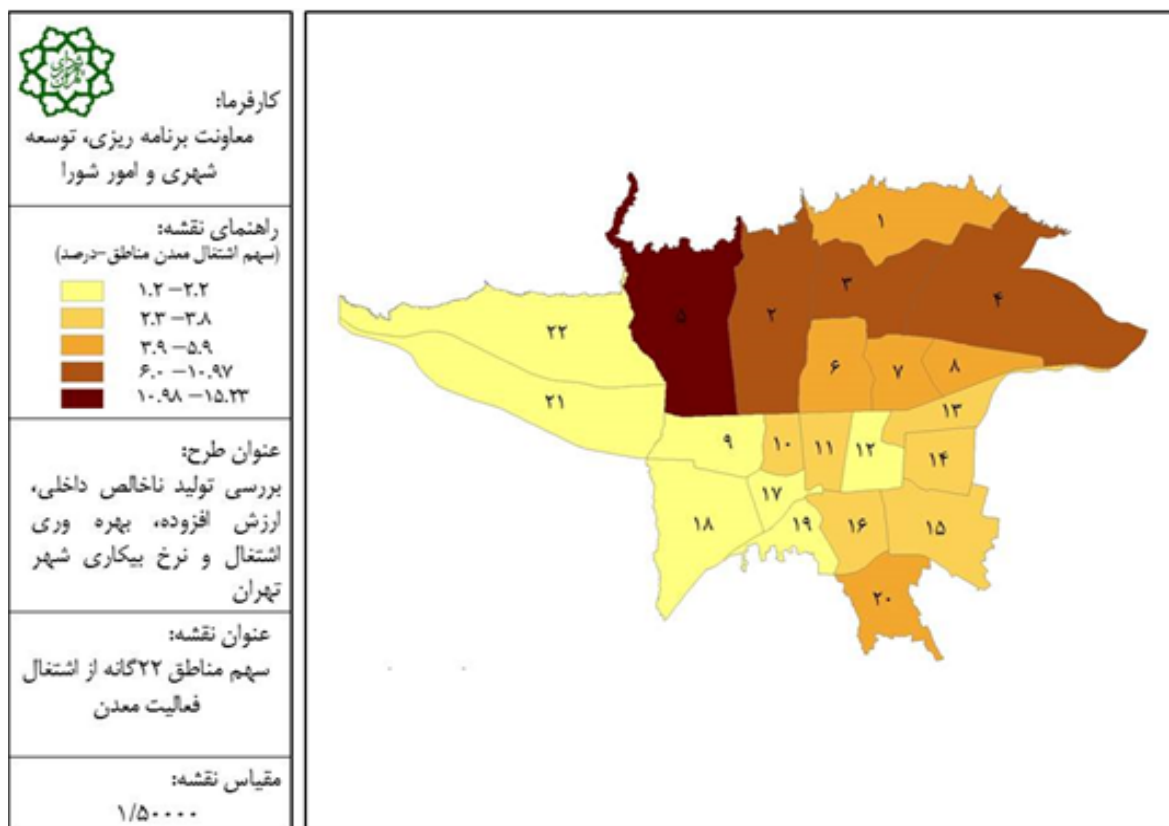 کارفرما:
معاونت برنامه ریزی، توسعه
شهری و امور شورا
راهنمای نقشه:
(سهم اشتغال معدن مناطق-درصد)
۱.۲ – ۲.۲
۲.۳ – ۳.۸
۳.۹ – ۵.۹
۶.۰ – ۱۰.۹۷
۱۰.۹۸ – ۱۵.۲۳
عنوان طرح:
بررسی تولید ناخالص داخلی،
ارزش افزوده، بهره وری
اشتغال و نرخ بیکاری شهر
تهران
عنوان نقشه:
سهم مناطق ۲۲گانه از اشتغال
فعالیت معدن
مقیاس نقشه:
۱/۵۰۰۰۰
۱
۲
۳
۴
۵
۶
۷
۸
۹
۱۰
۱۱
۱۲
۱۳
۱۴
۱۵
۱۶
۱۷
۱۸
۱۹
۲۰
۲۱
۲۲